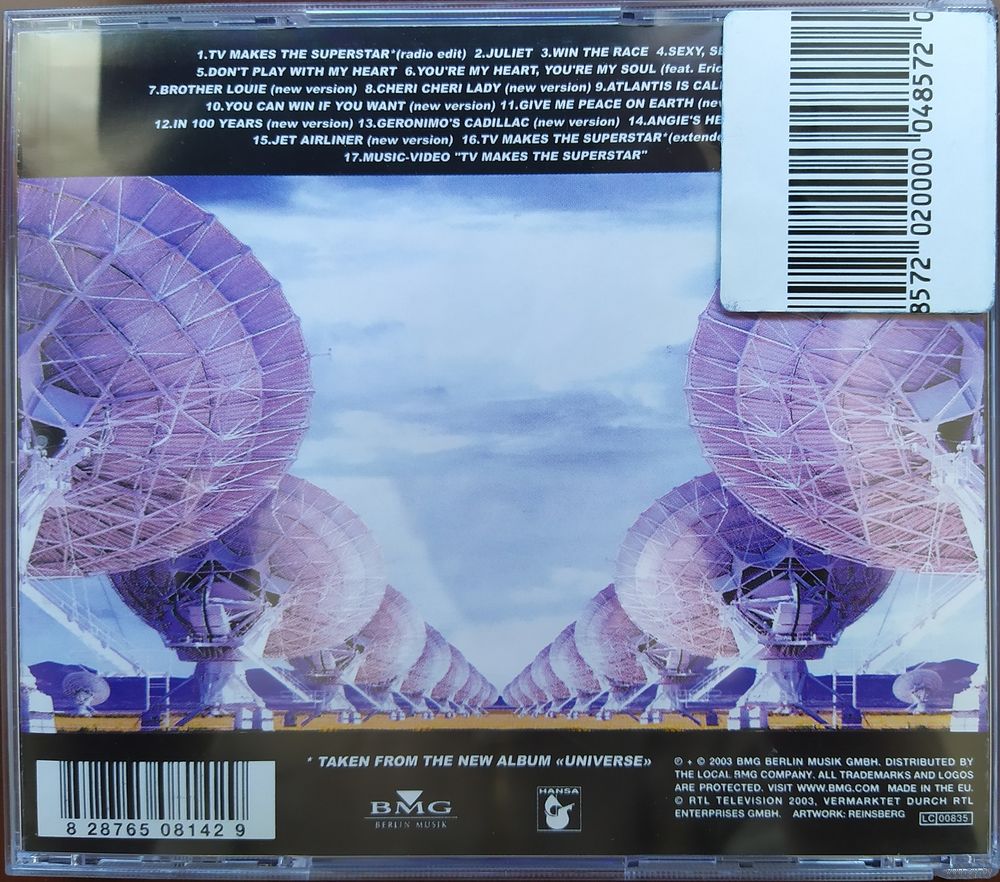 1.TV MAKES THE SUPERSTAR*(radio edit) 2.JULIET 3.WIN THE RACE 4.SEXY,
5.DON'T PLAY WITH MY HEART 6.YOU'RE MY HEART, YOU'RE MY SOUL (feat. Eric
7.BROTHER LOUIE (new version) 8.CHERI CHERI LADY (new version) 9.ATLANTIS IS
10.YOU CAN WIN IF YOU WANT (new version) 11.GIVE ME PEACE ON EARTH
12.IN 100 YEARS (new version) 13.GERONIMO'S CADILLAC (new version) 14.ANGIE'S
15.JET AIRLINER (new version) 16.TV MAKES THE SUPERSTAR*
17.MUSIC-VIDEO "TV MAKES THE SUPERSTAR"
8572 020000 048572 0
* TAKEN FROM THE NEW ALBUM «UNIVERSE»
8 28765 08142 9
BMG
BERLIN MUSIK
HANSA
℗ + © 2003 BMG BERLIN MUSIK GMBH. DISTRIBUTED BY
THE LOCAL BMG COMPANY. ALL TRADEMARKS AND LOGOS
ARE PROTECTED. VISIT WWW.BMG.COM MADE IN THE EU.
© RTL TELEVISION 2003, VERMARKTET DURCH RTL
ENTERPRISES GMBH. ARTWORK: REINSBERG
LC 00835